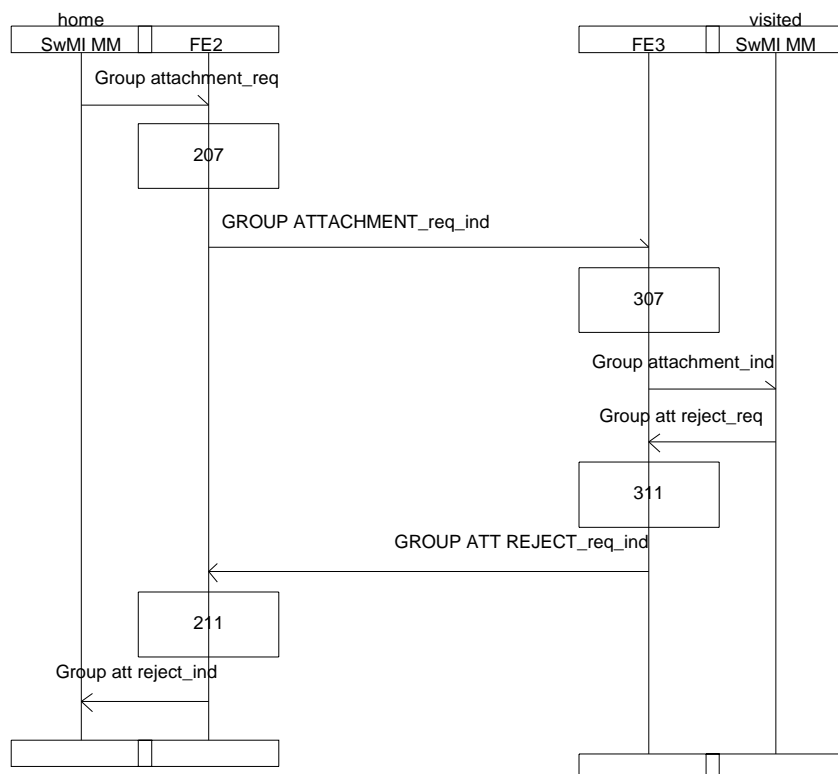 home
visited
SwMI MM
FE2
FE3
SwMI MM
Group attachment_req
207
GROUP ATTACHMENT_req_ind
307
Group attachment_ind
Group att reject_req
311
GROUP ATT REJECT_req_ind
211
Group att reject_ind